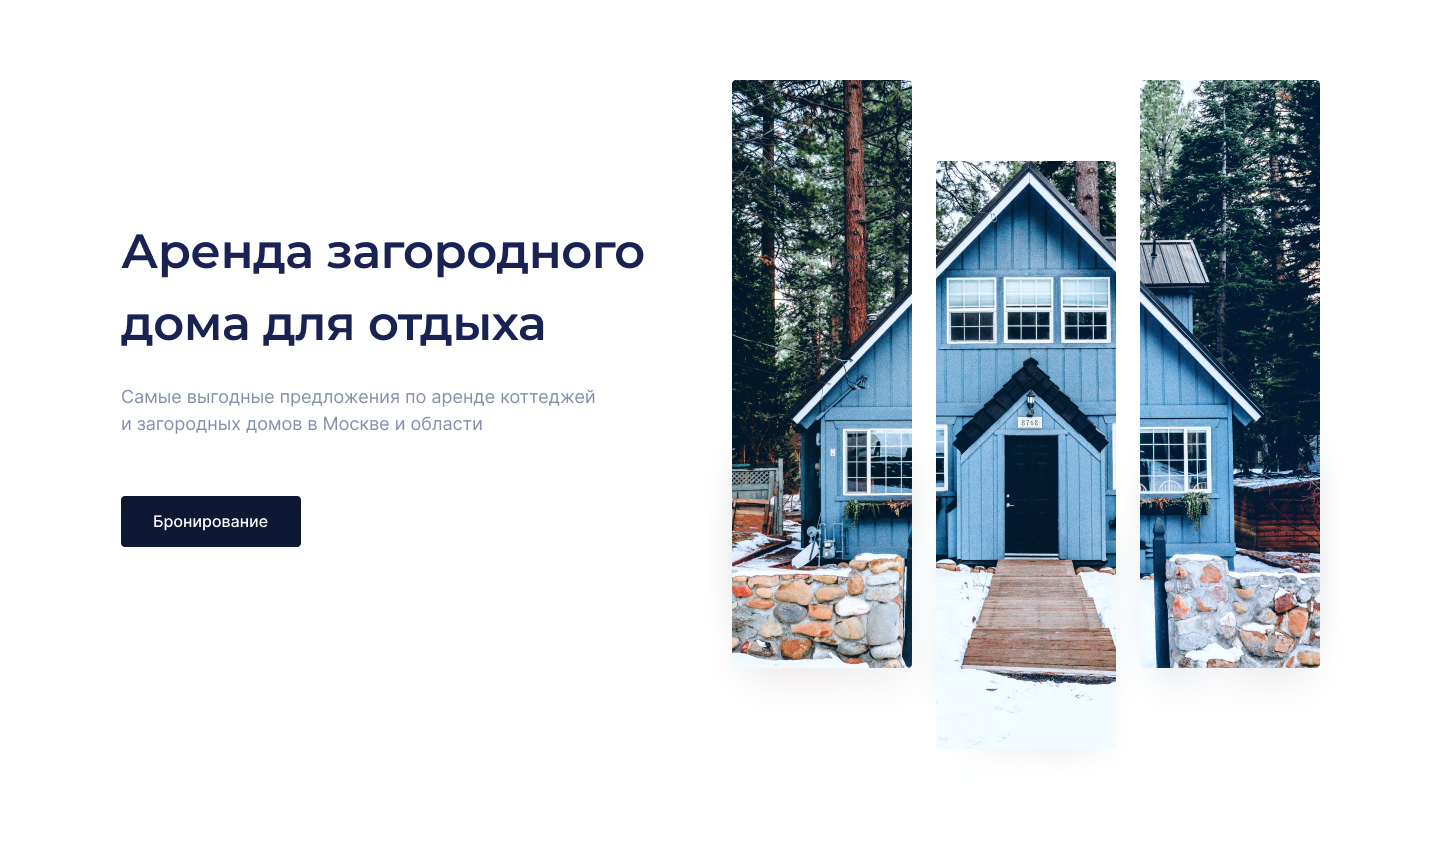 Аренда загородного
дома для отдыха
Самые выгодные предложения по аренде коттеджей
и загородных домов в Москве и области
Бронирование
8768